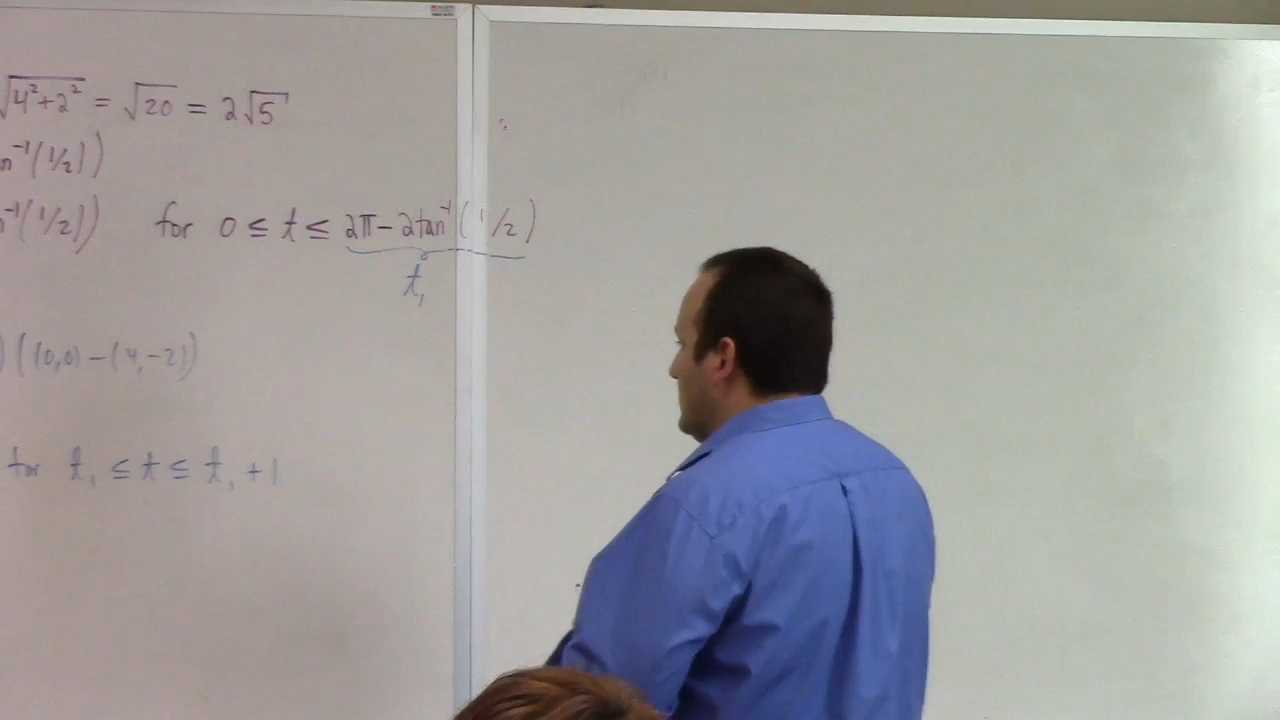 √4²+2² = √20 = 2√5
n⁻¹(1/2))
n⁻¹(1/2)) for 0 ≤ t ≤ 2π - 2tan⁻¹(1/2)
t₁
)((0,0) - (4,-2))
for t₁ ≤ t ≤ t₁ + 1